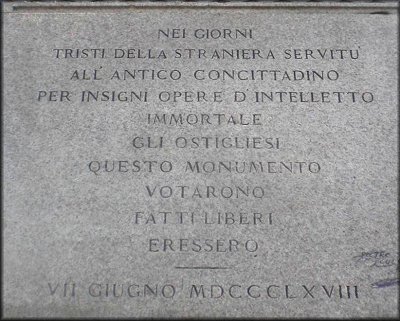 NEI GIORNI
TRISTI DELLA STRANIERA SERVITÙ
ALL' ANTICO CONCITTADINO
PER INSIGNI OPERE D' INTELLETTO
IMMORTALE
GLI OSTIGLIESI
QUESTO MONUMENTO
VOTARONO
FATTI LIBERI
ERESSERO
VII GIUGNO MDCCCLXVIII